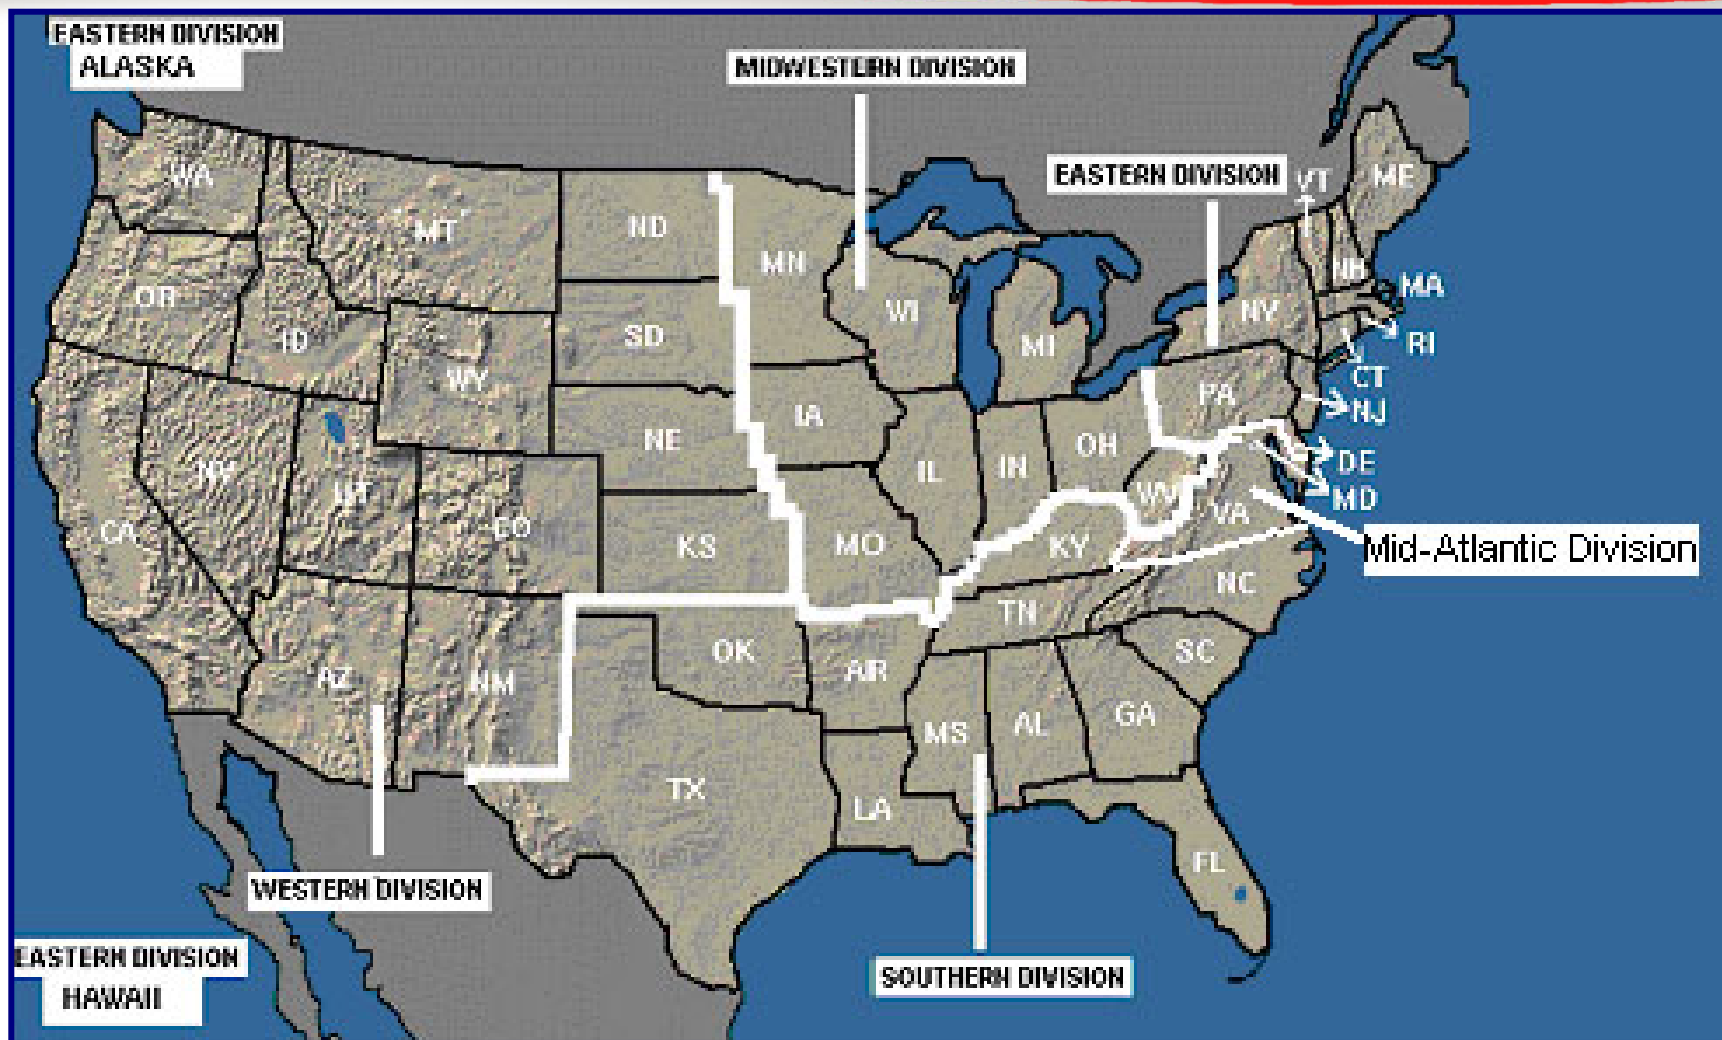 EASTERN DIVISION
ALASKA
MIDWESTERN DIVISION
EASTERN DIVISION
VT
ME
WA
MT
ND
MN
NH
MA
OR
ID
SD
WI
MI
NV
RI
WY
CT
PA
NJ
NE
IA
OH
DE
NV
UT
IL
IN
WV
MD
CA
CO
KS
MO
KY
VA
Mid-Atlantic Division
NC
TN
AZ
NM
OK
AR
SC
MS
AL
GA
TX
LA
FL
WESTERN DIVISION
EASTERN DIVISION
HAWAII
SOUTHERN DIVISION